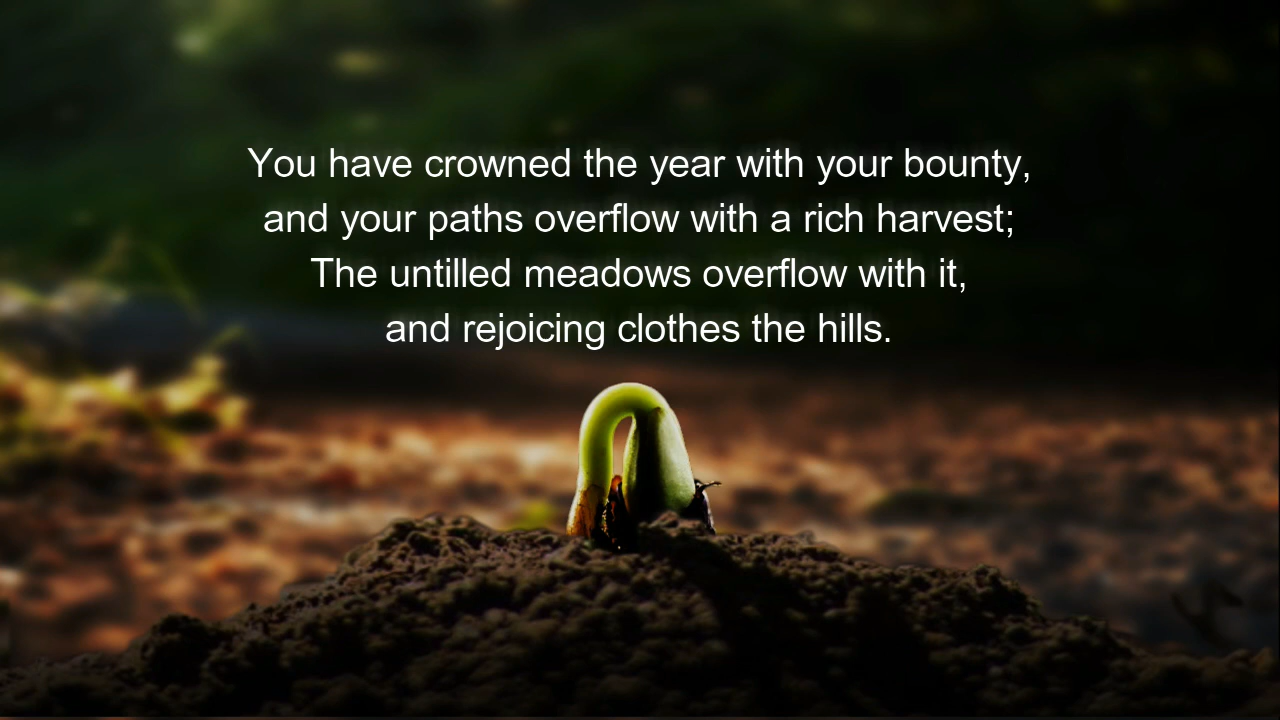 You have crowned the year with your bounty,
and your paths overflow with a rich harvest;
The untilled meadows overflow with it,
and rejoicing clothes the hills.